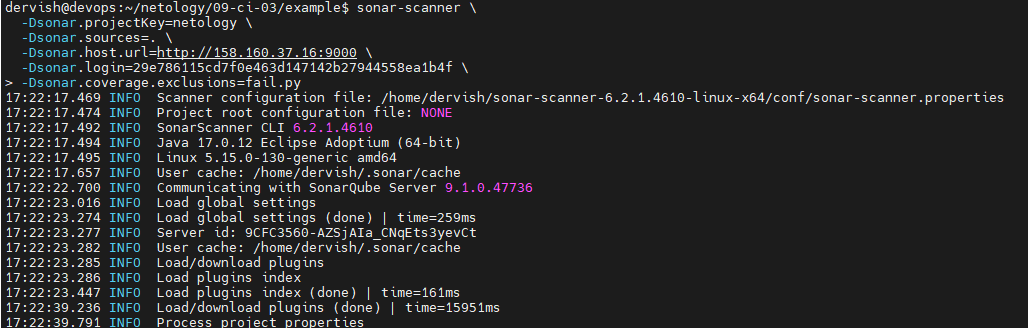 dervish@devops:~/netology/09-ci-03/example$ sonar-scanner \
  -Dsonar.projectKey=netology \
  -Dsonar.sources=. \
  -Dsonar.host.url=http://158.160.37.16:9000 \
  -Dsonar.login=29e786115cd7f0e463d147142b27944558ea1b4f \
> -Dsonar.coverage.exclusions=fail.py
17:22:17.469 INFO  Scanner configuration file: /home/dervish/sonar-scanner-6.2.1.4610-linux-x64/conf/sonar-scanner.properties
17:22:17.474 INFO  Project root configuration file: NONE
17:22:17.492 INFO  SonarScanner CLI 6.2.1.4610
17:22:17.494 INFO  Java 17.0.12 Eclipse Adoptium (64-bit)
17:22:17.495 INFO  Linux 5.15.0-130-generic amd64
17:22:17.657 INFO  User cache: /home/dervish/.sonar/cache
17:22:22.700 INFO  Communicating with SonarQube Server 9.1.0.47736
17:22:23.016 INFO  Load global settings
17:22:23.274 INFO  Load global settings (done) | time=259ms
17:22:23.277 INFO  Server id: 9CFC3560-AZSjAIa_CNqEts3yevCt
17:22:23.282 INFO  User cache: /home/dervish/.sonar/cache
17:22:23.285 INFO  Load/download plugins
17:22:23.286 INFO  Load plugins index
17:22:23.447 INFO  Load plugins index (done) | time=161ms
17:22:39.236 INFO  Load/download plugins (done) | time=15951ms
17:22:39.791 INFO  Process project properties